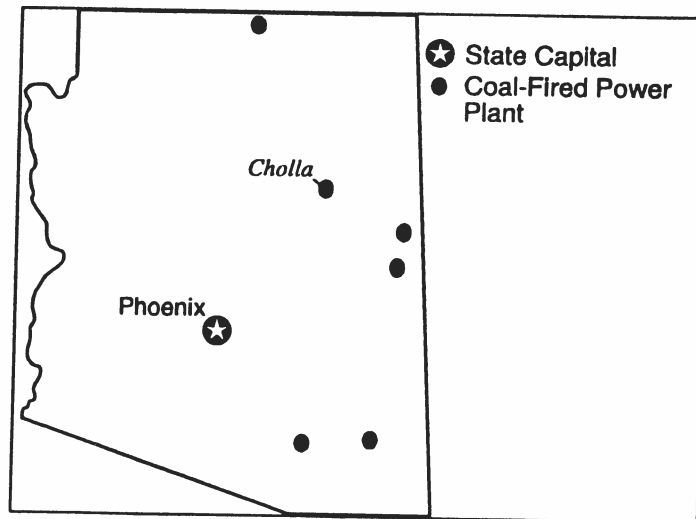 State Capital
Coal-Fired Power
Plant
Cholla
Phoenix